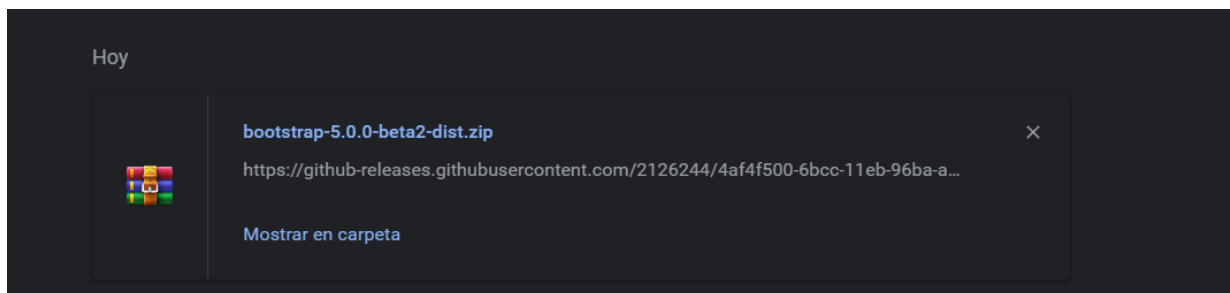 Hoy
bootstrap-5.0.0-beta2-dist.zip
https://github-releases.githubusercontent.com/2126244/4af4f500-6bcc-11eb-96ba-a...
Mostrar en carpeta